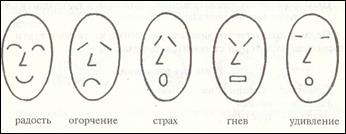 радость огорчение страх гнев удивление